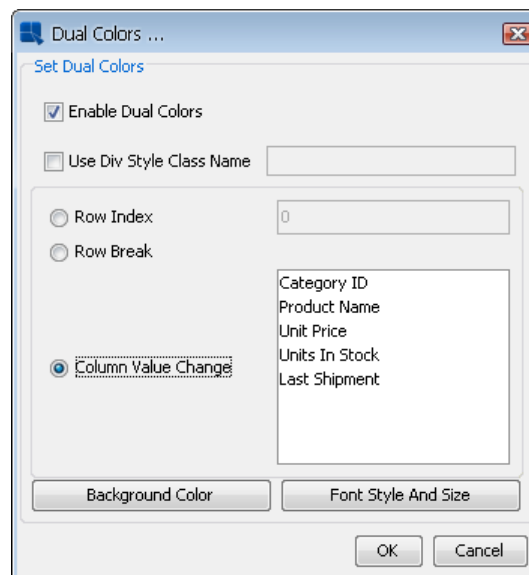 Dual Colors ...
Set Dual Colors
Enable Dual Colors
Use Div Style Class Name
Row Index
0
Row Break
Category ID
Product Name
Unit Price
Units In Stock
Last Shipment
Column Value Change
Background Color
Font Style And Size
OK
Cancel